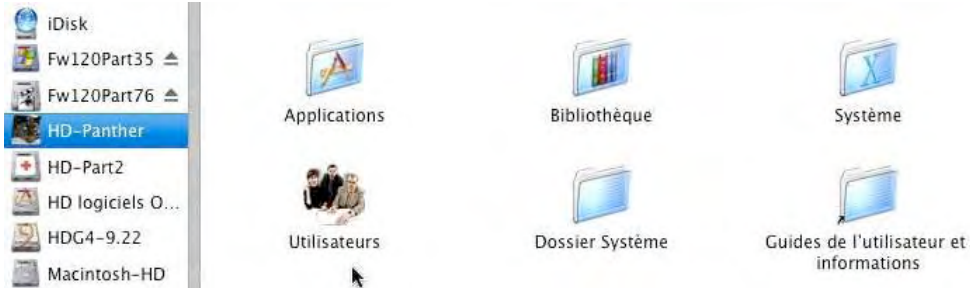 iDisk
Fw120Part35
Fw120Part76
HD-Panther
HD-Part2
HD logiciels O...
HDG4-9.22
Macintosh-HD
Applications
Bibliothèque
Système
Utilisateurs
Dossier Système
Guides de l'utilisateur et
informations